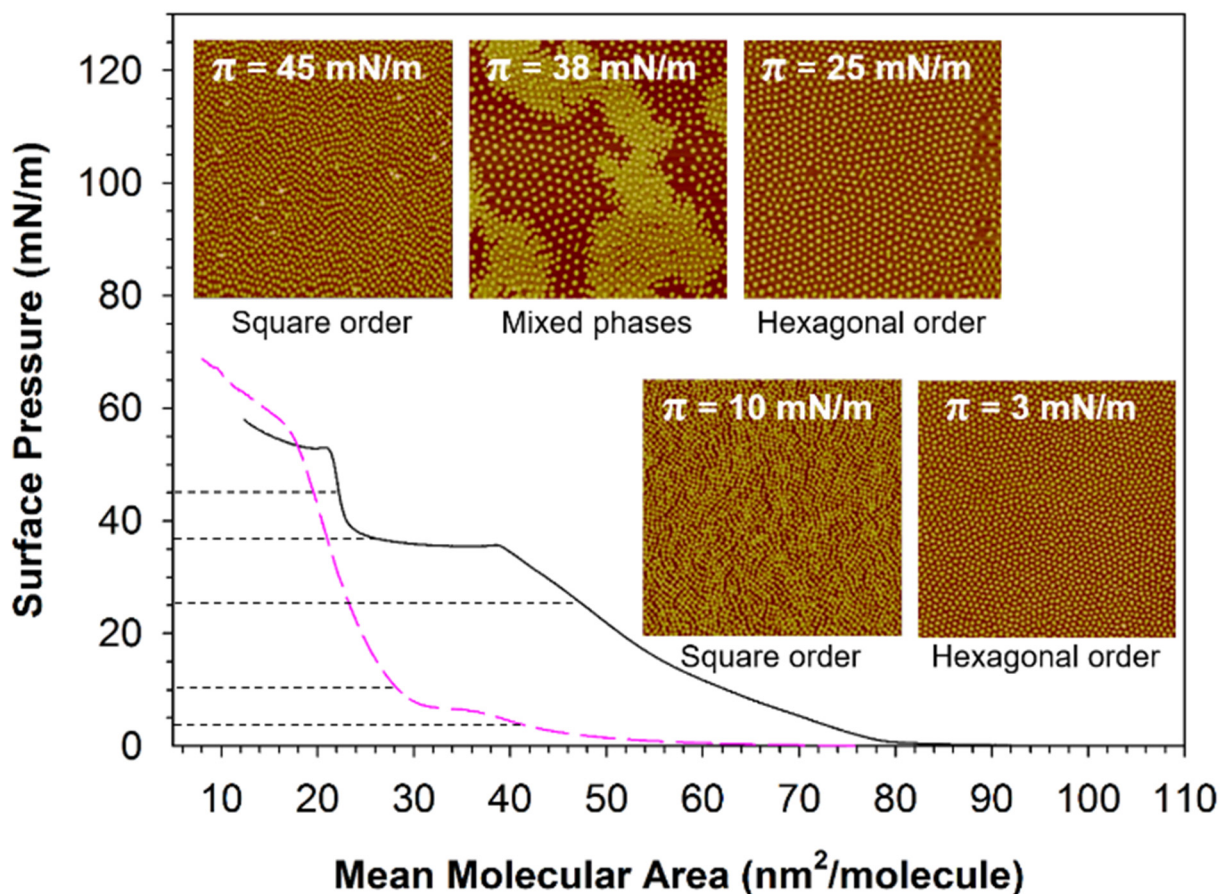 π = 45 mN/m
π = 38 mN/m
π = 25 mN/m
Square order
Mixed phases
Hexagonal order
π = 10 mN/m
π = 3 mN/m
Square order
Hexagonal order
Surface Pressure (mN/m)
120
100
80
60
40
20
0
10 20 30 40 50 60 70 80 90 100 110
Mean Molecular Area (nm²/molecule)